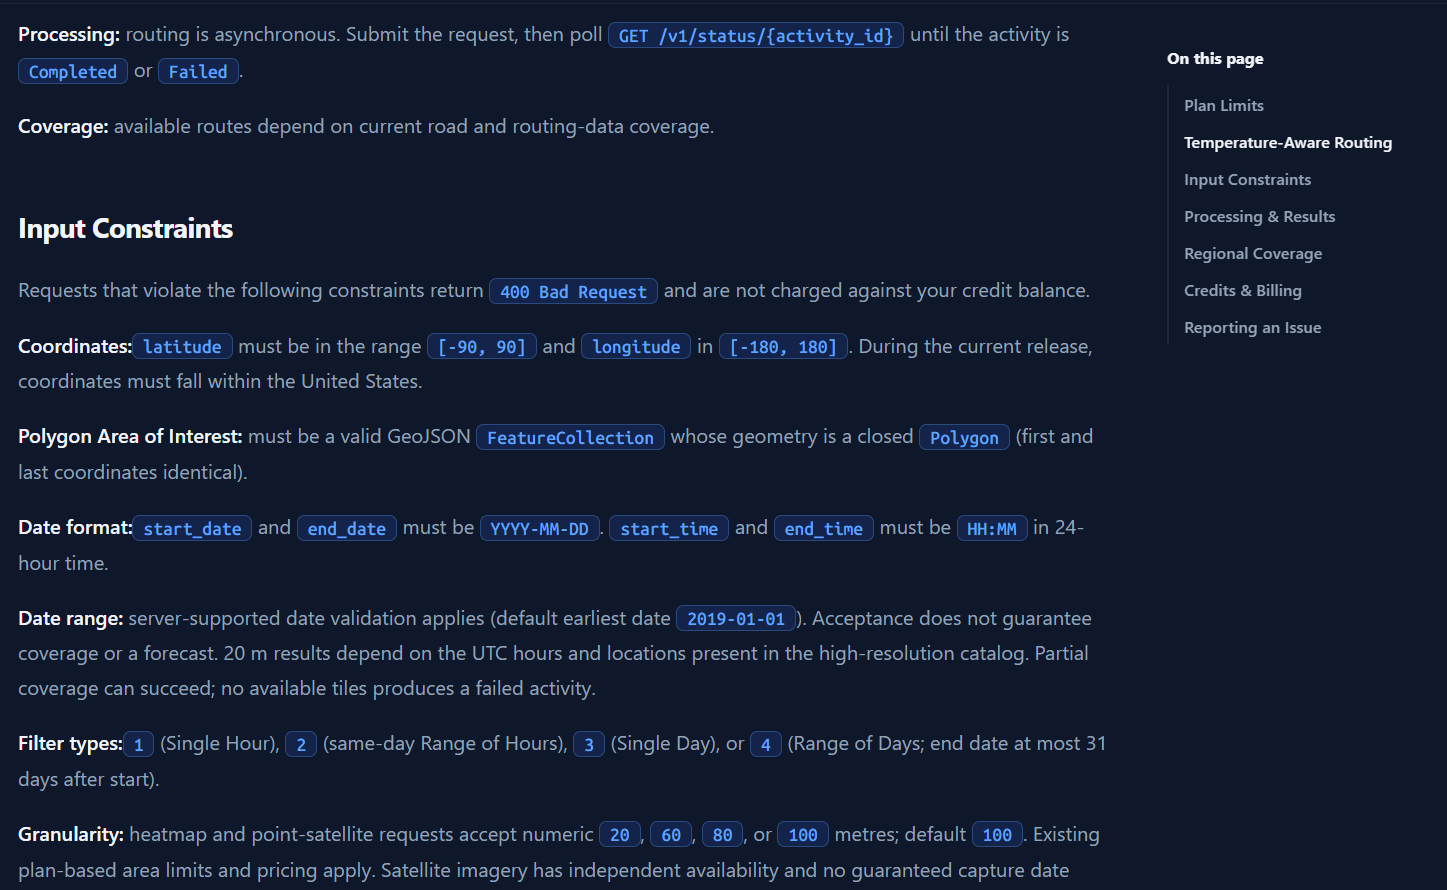 Processing: routing is asynchronous. Submit the request, then poll GET /v1/status/{activity_id} until the activity is
Completed or Failed.
Coverage: available routes depend on current road and routing-data coverage.
Input Constraints
Requests that violate the following constraints return 400 Bad Request and are not charged against your credit balance.
Coordinates: latitude must be in the range [-90, 90] and longitude in [-180, 180]. During the current release,
coordinates must fall within the United States.
Polygon Area of Interest: must be a valid GeoJSON FeatureCollection whose geometry is a closed Polygon (first and
last coordinates identical).
Date format: start_date and end_date must be YYYY-MM-DD. start_time and end_time must be HH:MM in 24-
hour time.
Date range: server-supported date validation applies (default earliest date 2019-01-01). Acceptance does not guarantee
coverage or a forecast. 20 m results depend on the UTC hours and locations present in the high-resolution catalog. Partial
coverage can succeed; no available tiles produces a failed activity.
Filter types: 1 (Single Hour), 2 (same-day Range of Hours), 3 (Single Day), or 4 (Range of Days; end date at most 31
days after start).
Granularity: heatmap and point-satellite requests accept numeric 20, 60, 80, or 100 metres; default 100. Existing
plan-based area limits and pricing apply. Satellite imagery has independent availability and no guaranteed capture date
On this page
Plan Limits
Temperature-Aware Routing
Input Constraints
Processing & Results
Regional Coverage
Credits & Billing
Reporting an Issue